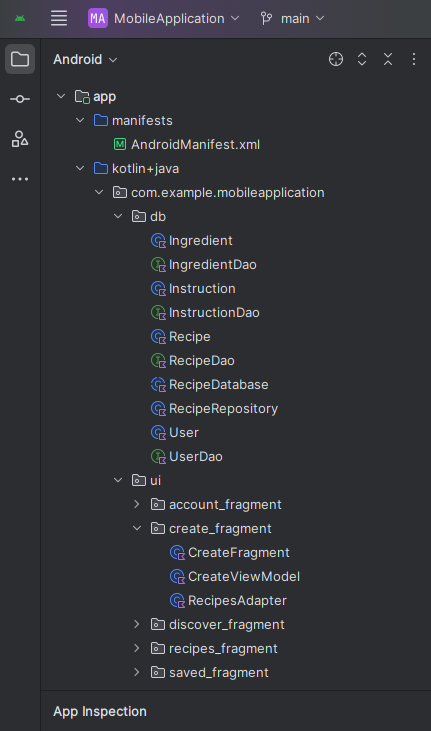 MA MobileApplication main
Android
app
manifests
M AndroidManifest.xml
kotlin+java
com.example.mobileapplication
db
Ingredient
IngredientDao
Instruction
InstructionDao
Recipe
RecipeDao
RecipeDatabase
RecipeRepository
User
UserDao
ui
account_fragment
create_fragment
CreateFragment
CreateViewModel
RecipesAdapter
discover_fragment
recipes_fragment
saved_fragment
App Inspection